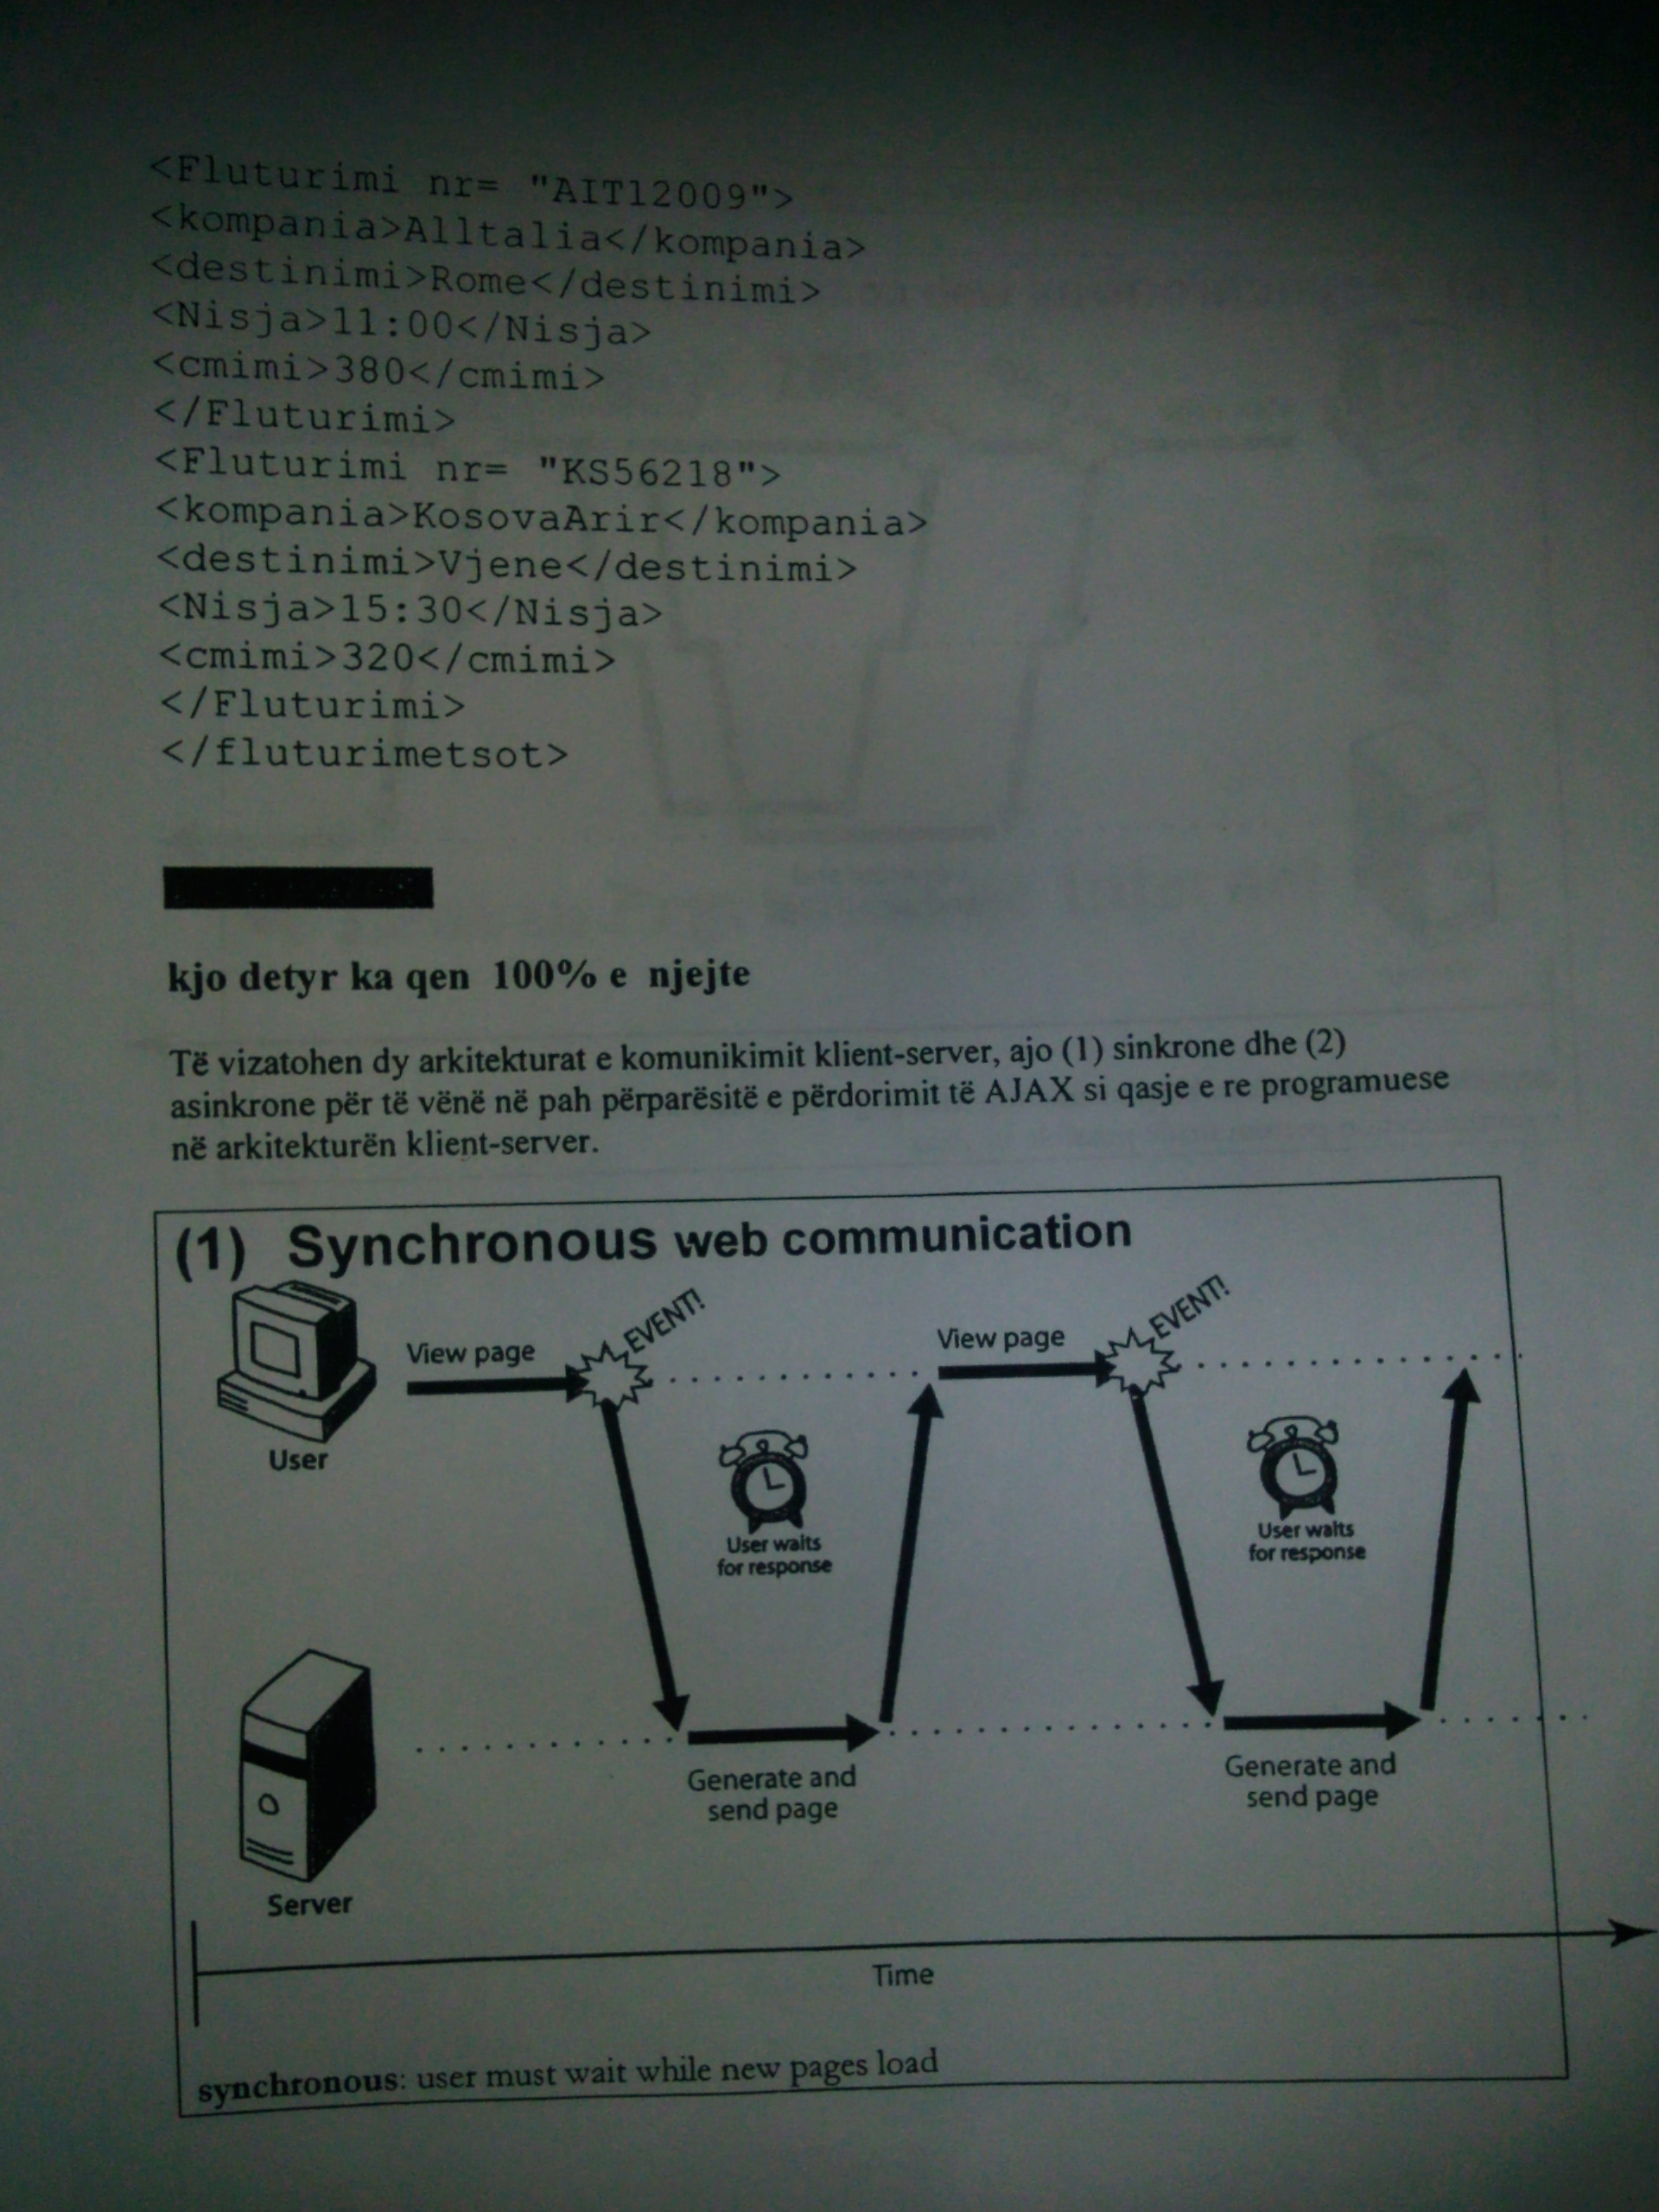 <Fluturimi nr= "AIT12009">
<kompania>Alltalia</kompania>
<destinimi>Rome</destinimi>
<Nisja>11:00</Nisja>
<cmimi>380</cmimi>
</Fluturimi>
<Fluturimi nr= "KS56218">
<kompania>KosovaArir</kompania>
<destinimi>Vjene</destinimi>
<Nisja>15:30</Nisja>
<cmimi>320</cmimi>
</Fluturimi>
</fluturimetsot>
kjo detyr ka qen 100% e njejte
Të vizatohen dy arkitekturat e komunikimit klient-server, ajo (1) sinkrone dhe (2)
asinkrone për të vënë në pah përparësitë e përdorimit të AJAX si qasje e re programuese
në arkitekturën klient-server.
(1) Synchronous web communication
View page
EVENT!
View page
EVENT!
User
User waits
for response
User waits
for response
Generate and
send page
Generate and
send page
Server
Time
synchronous: user must wait while new pages load